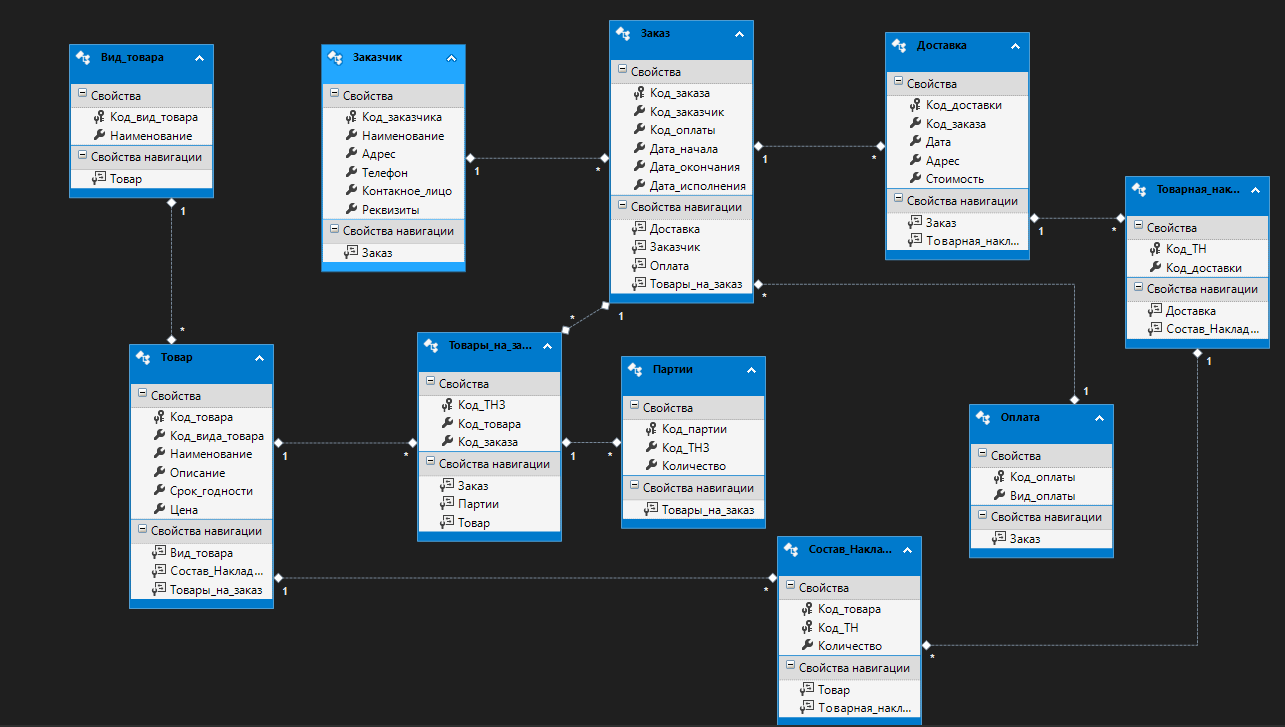 Вид_товара
Свойства
Код_вид_товара
Наименование
Свойства навигации
Товар
1
*
Заказчик
Свойства
Код_заказчика
Наименование
Адрес
Телефон
Контакное_лицо
Реквизиты
Свойства навигации
Заказ
1
*
Заказ
Свойства
Код_заказа
Код_заказчик
Код_оплаты
Дата_начала
Дата_окончания
Дата_исполнения
Свойства навигации
Доставка
Заказчик
Оплата
Товары_на_заказ
1
*
Доставка
Свойства
Код_доставки
Код_заказа
Дата
Адрес
Стоимость
Свойства навигации
Заказ
Товарная_накл...
1
*
Товарная_нак...
Свойства
Код_ТН
Код_доставки
Свойства навигации
Доставка
Состав_Наклад...
1
*
1
*
1
Товар
Свойства
Код_товара
Код_вида_товара
Наименование
Описание
Срок_годности
Цена
Свойства навигации
Вид_товара
Состав_Наклад...
Товары_на_заказ
1
*
Товары_на_за...
Свойства
Код_ТНЗ
Код_товара
Код_заказа
Свойства навигации
Заказ
Партии
Товар
1
*
Партии
Свойства
Код_партии
Код_ТНЗ
Количество
Свойства навигации
Товары_на_заказ
1
Оплата
Свойства
Код_оплаты
Вид_оплаты
Свойства навигации
Заказ
1
*
Состав_Накла...
Свойства
Код_товара
Код_ТН
Количество
Свойства навигации
Товар
Товарная_накл...
*